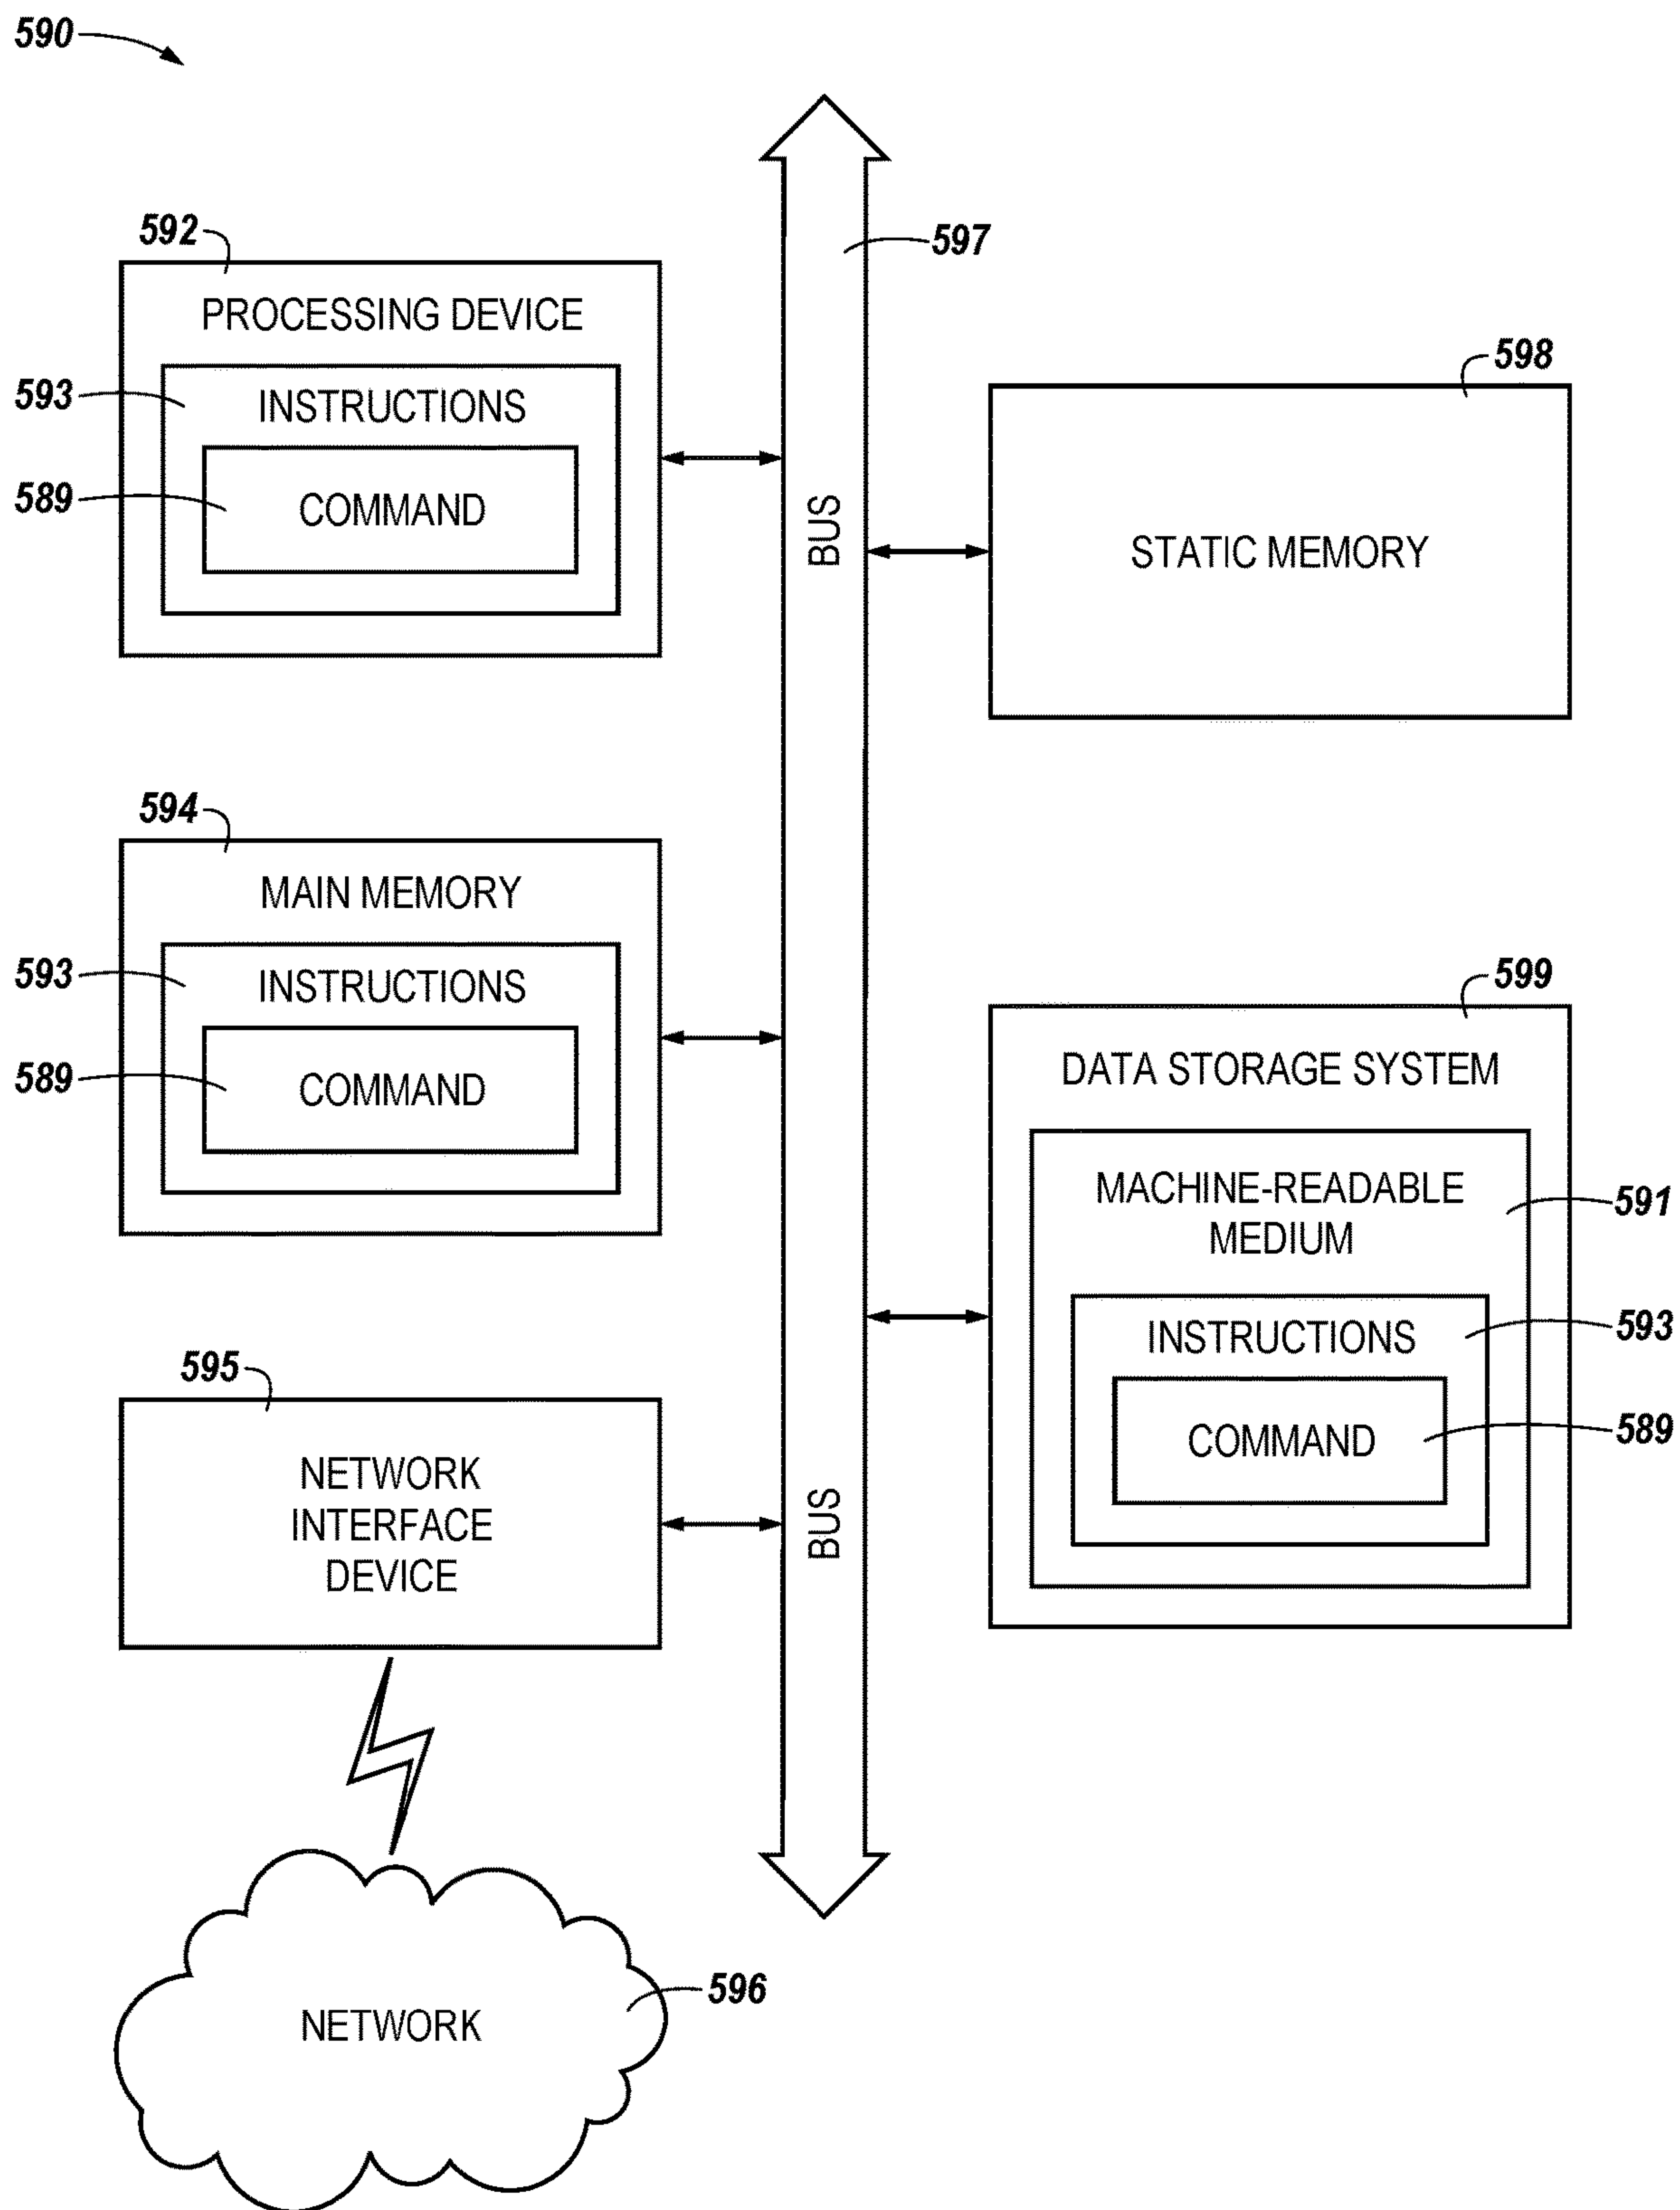 590
592
PROCESSING DEVICE
593
INSTRUCTIONS
589
COMMAND
594
MAIN MEMORY
593
INSTRUCTIONS
589
COMMAND
595
NETWORK
INTERFACE
DEVICE
NETWORK
596
597
BUS
BUS
598
STATIC MEMORY
599
DATA STORAGE SYSTEM
MACHINE-READABLE
MEDIUM
591
INSTRUCTIONS
593
COMMAND
589